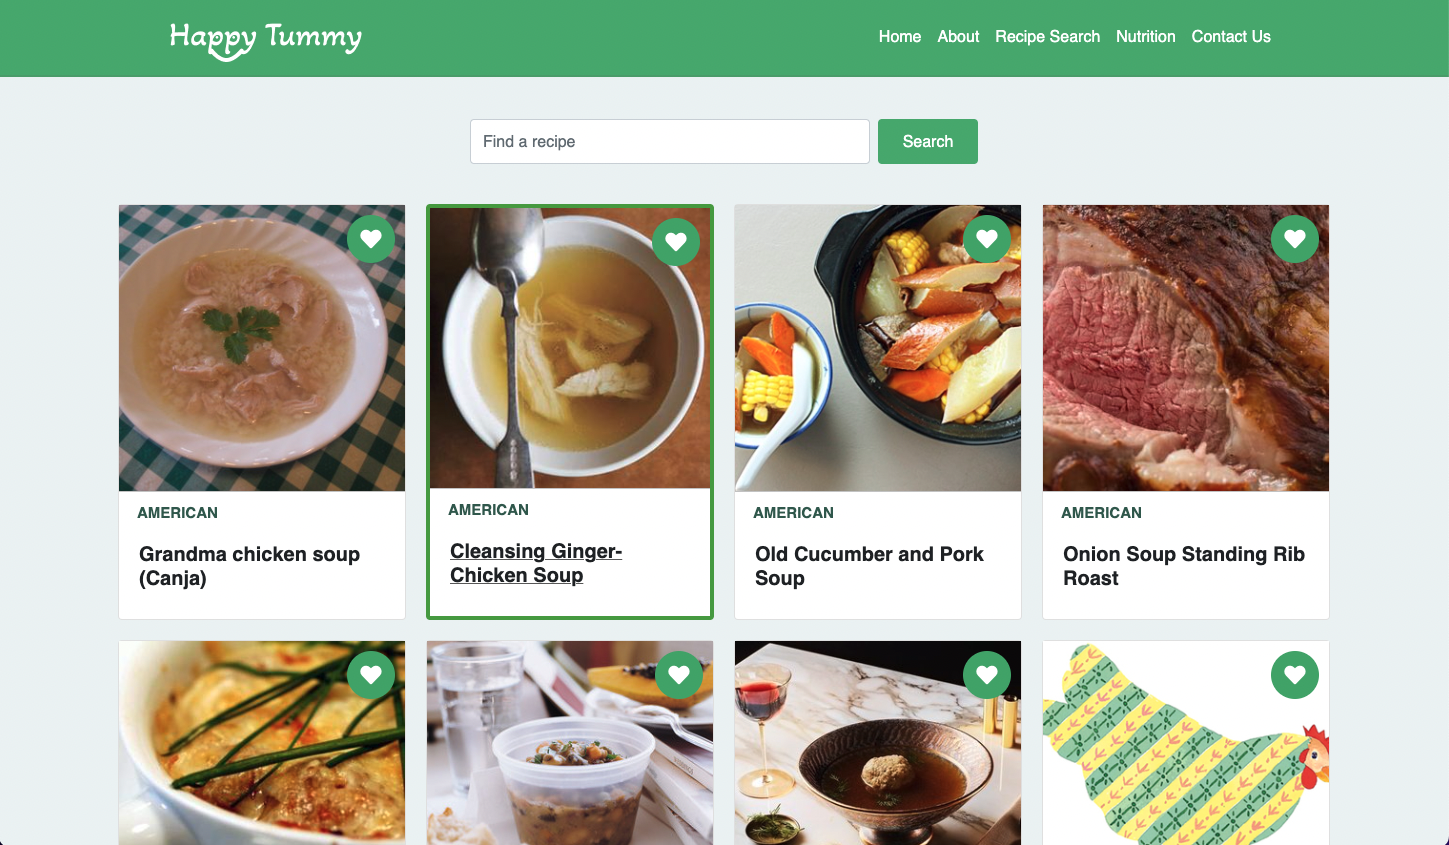 Happy Tummy
Home About Recipe Search Nutrition Contact Us
Find a recipe
Search
AMERICAN
Grandma chicken soup
(Canja)
AMERICAN
Cleansing Ginger-
Chicken Soup
AMERICAN
Old Cucumber and Pork
Soup
AMERICAN
Onion Soup Standing Rib
Roast